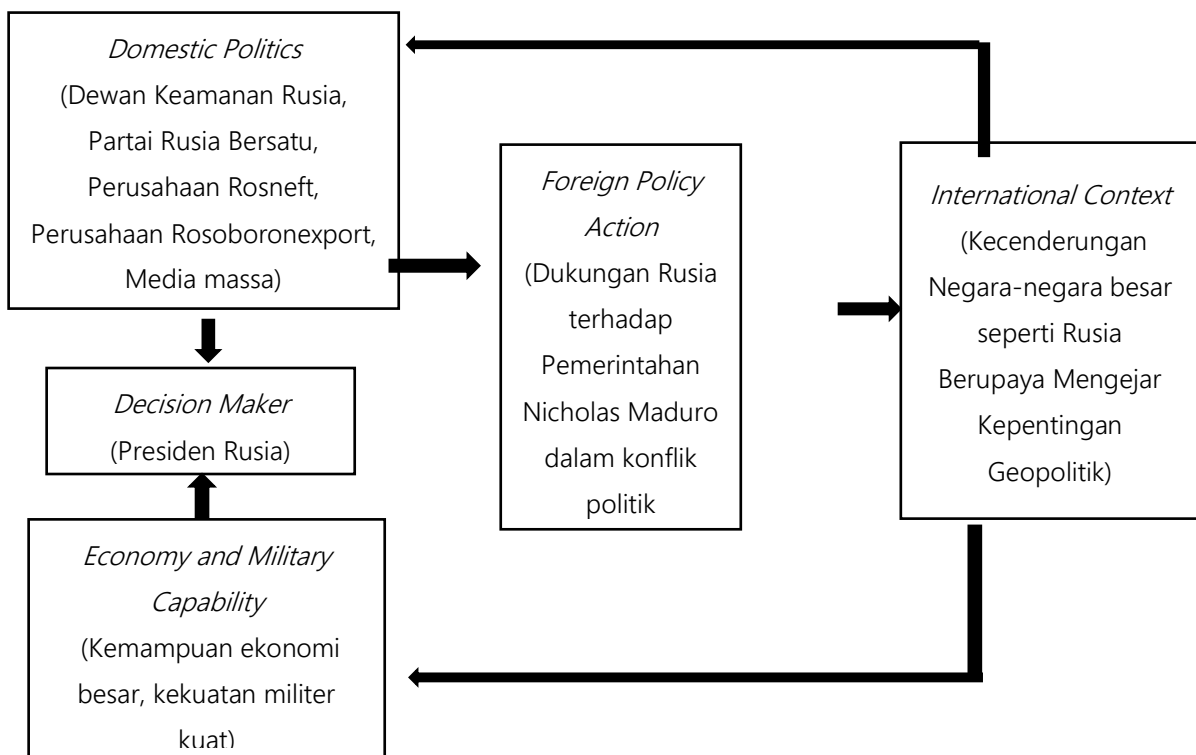 Domestic Politics
(Dewan Keamanan Rusia,
Partai Rusia Bersatu,
Perusahaan Rosneft,
Perusahaan Rosoboronexport,
Media massa)
Decision Maker
(Presiden Rusia)
Economy and Military
Capability
(Kemampuan ekonomi
besar, kekuatan militer
kuat)
Foreign Policy
Action
(Dukungan Rusia
terhadap
Pemerintahan
Nicholas Maduro
dalam konflik
politik
International Context
(Kecenderungan
Negara-negara besar
seperti Rusia
Berupaya Mengejar
Kepentingan
Geopolitik)